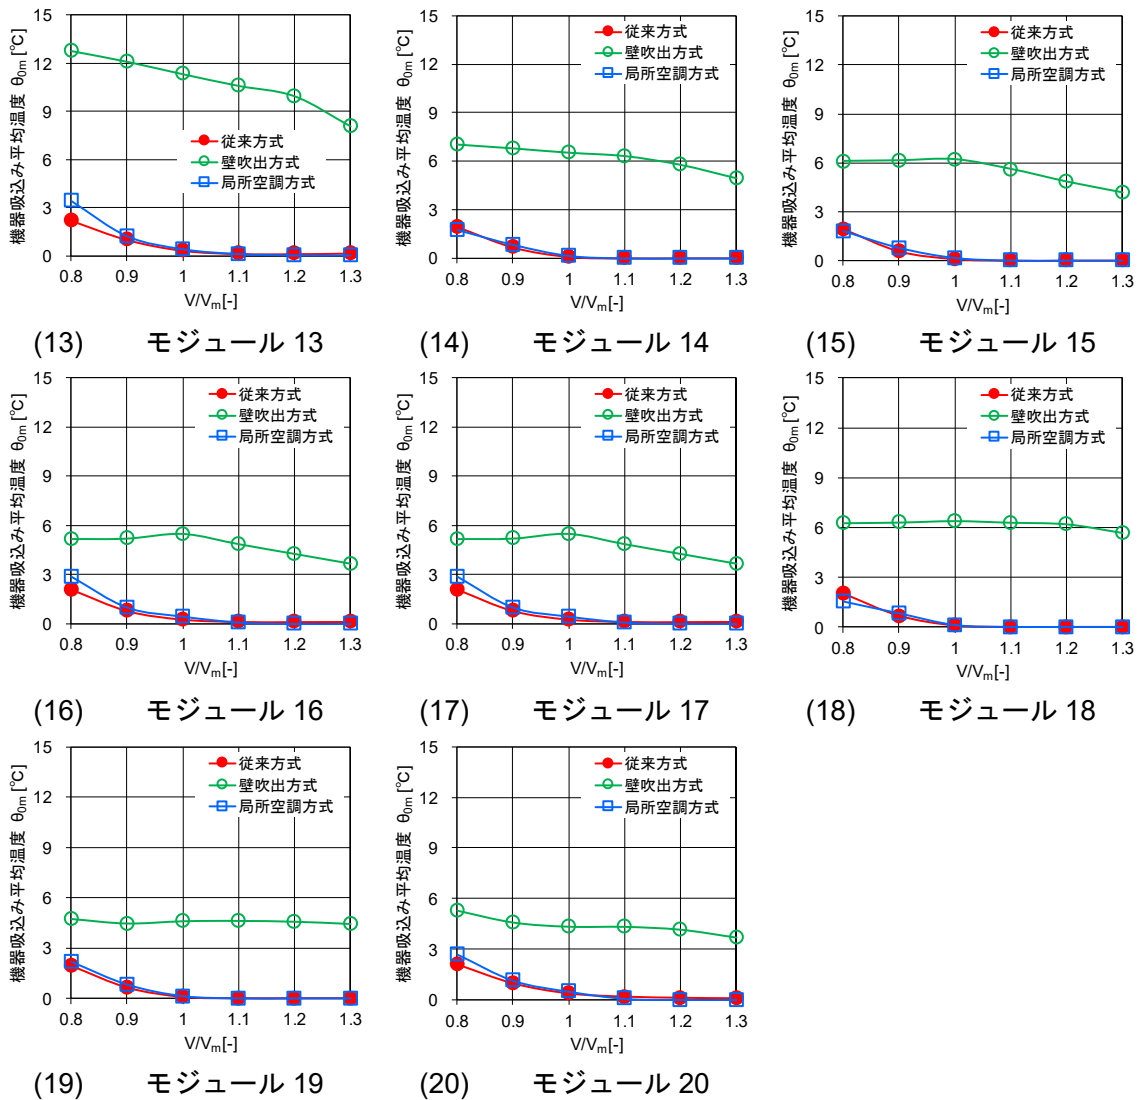 機器吸込み平均温度 θ0m [℃]
15
12
9
6
3
0
従来方式
壁吹出方式
局所空調方式
0.8 0.9 1 1.1 1.2 1.3
V/Vm[-]
(13) モジュール 13
機器吸込み平均温度 θ0m [℃]
15
12
9
6
3
0
従来方式
壁吹出方式
局所空調方式
0.8 0.9 1 1.1 1.2 1.3
V/Vm[-]
(14) モジュール 14
機器吸込み平均温度 θ0m [℃]
15
12
9
6
3
0
従来方式
壁吹出方式
局所空調方式
0.8 0.9 1 1.1 1.2 1.3
V/Vm[-]
(15) モジュール 15
機器吸込み平均温度 θ0m [℃]
15
12
9
6
3
0
従来方式
壁吹出方式
局所空調方式
0.8 0.9 1 1.1 1.2 1.3
V/Vm[-]
(16) モジュール 16
機器吸込み平均温度 θ0m [℃]
15
12
9
6
3
0
従来方式
壁吹出方式
局所空調方式
0.8 0.9 1 1.1 1.2 1.3
V/Vm[-]
(17) モジュール 17
機器吸込み平均温度 θ0m [℃]
15
12
9
6
3
0
従来方式
壁吹出方式
局所空調方式
0.8 0.9 1 1.1 1.2 1.3
V/Vm[-]
(18) モジュール 18
機器吸込み平均温度 θ0m [℃]
15
12
9
6
3
0
従来方式
壁吹出方式
局所空調方式
0.8 0.9 1 1.1 1.2 1.3
V/Vm[-]
(19) モジュール 19
機器吸込み平均温度 θ0m [℃]
15
12
9
6
3
0
従来方式
壁吹出方式
局所空調方式
0.8 0.9 1 1.1 1.2 1.3
V/Vm[-]
(20) モジュール 20